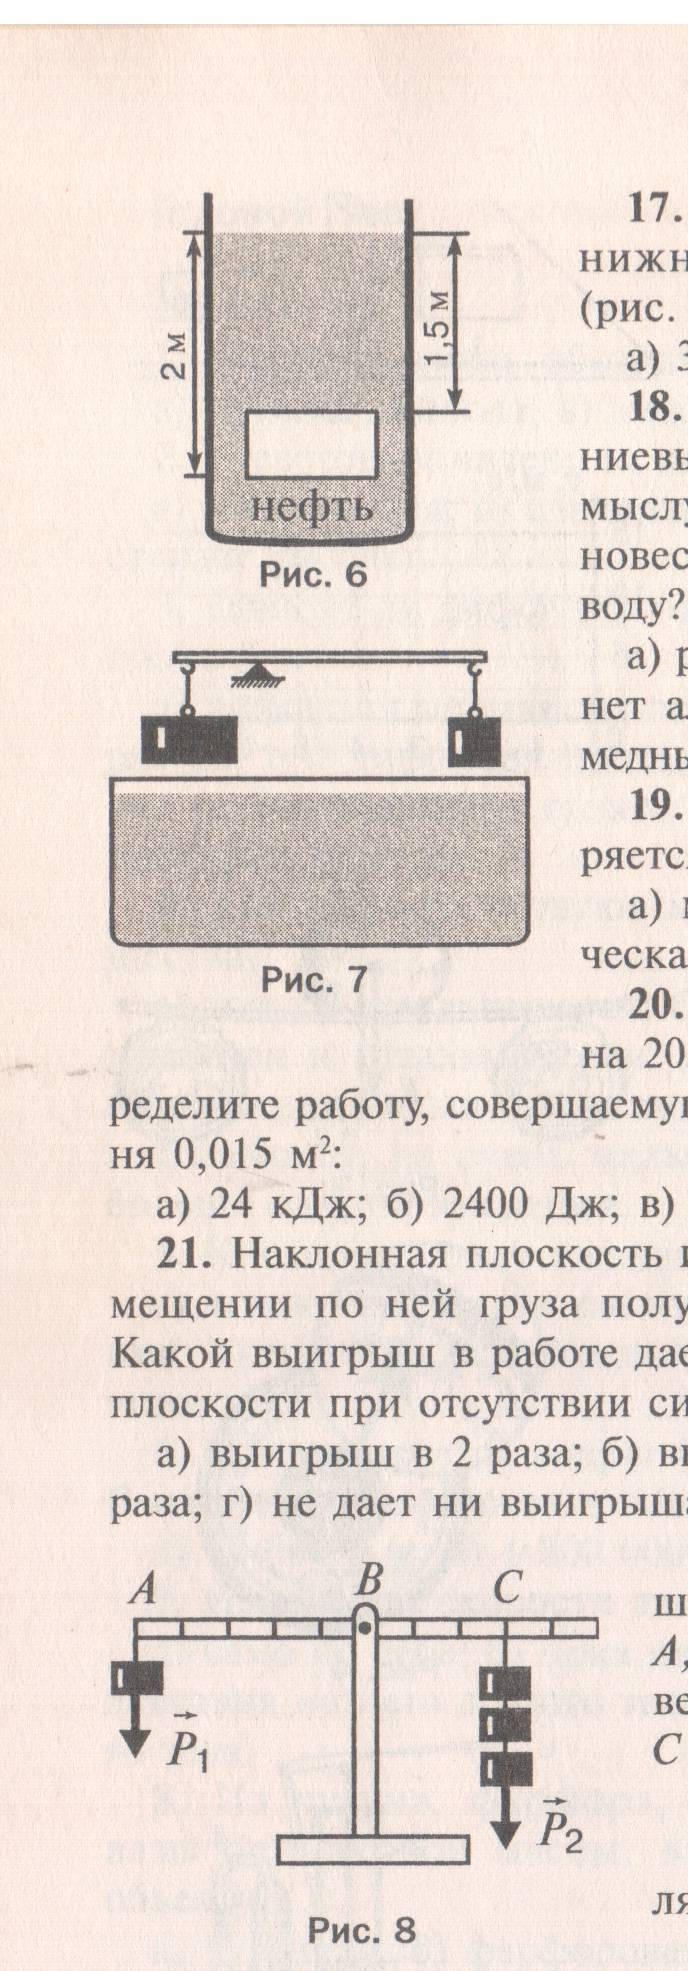 17.
нижн
(рис.
а) З
18.
ниевы
мыслу
новес
воду?
а) р
нет ал
медны
19.
ряетс
а) м
ческа
20.
на 20
2 м
1,5 м
нефть
Рис. 6
Рис. 7
ределите работу, совершаемую
ня 0,015 м²:
а) 24 кДж; б) 2400 Дж; в)
21. Наклонная плоскость
мещении по ней груза полу
Какой выигрыш в работе дае
плоскости при отсутствии си
а) выигрыш в 2 раза; б) вы
раза; г) не дает ни выигрыша
A
B
C
P₁
P₂
Рис. 8
ш
A,
ве
C
ля